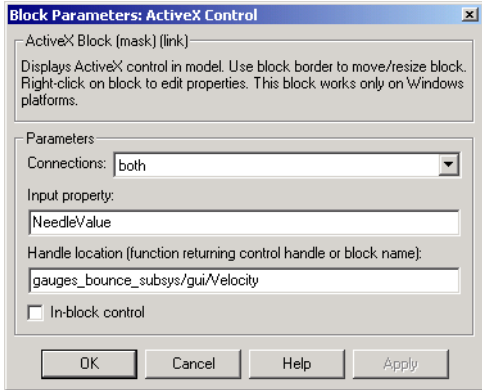 Block Parameters: ActiveX Control
ActiveX Block (mask) (link)
Displays ActiveX control in model. Use block border to move/resize block.
Right-click on block to edit properties. This block works only on Windows
platforms.
Parameters
Connections: both
Input property:
NeedleValue
Handle location (function returning control handle or block name):
gauges_bounce_subsys/gui/Velocity
In-block control
OK Cancel Help Apply